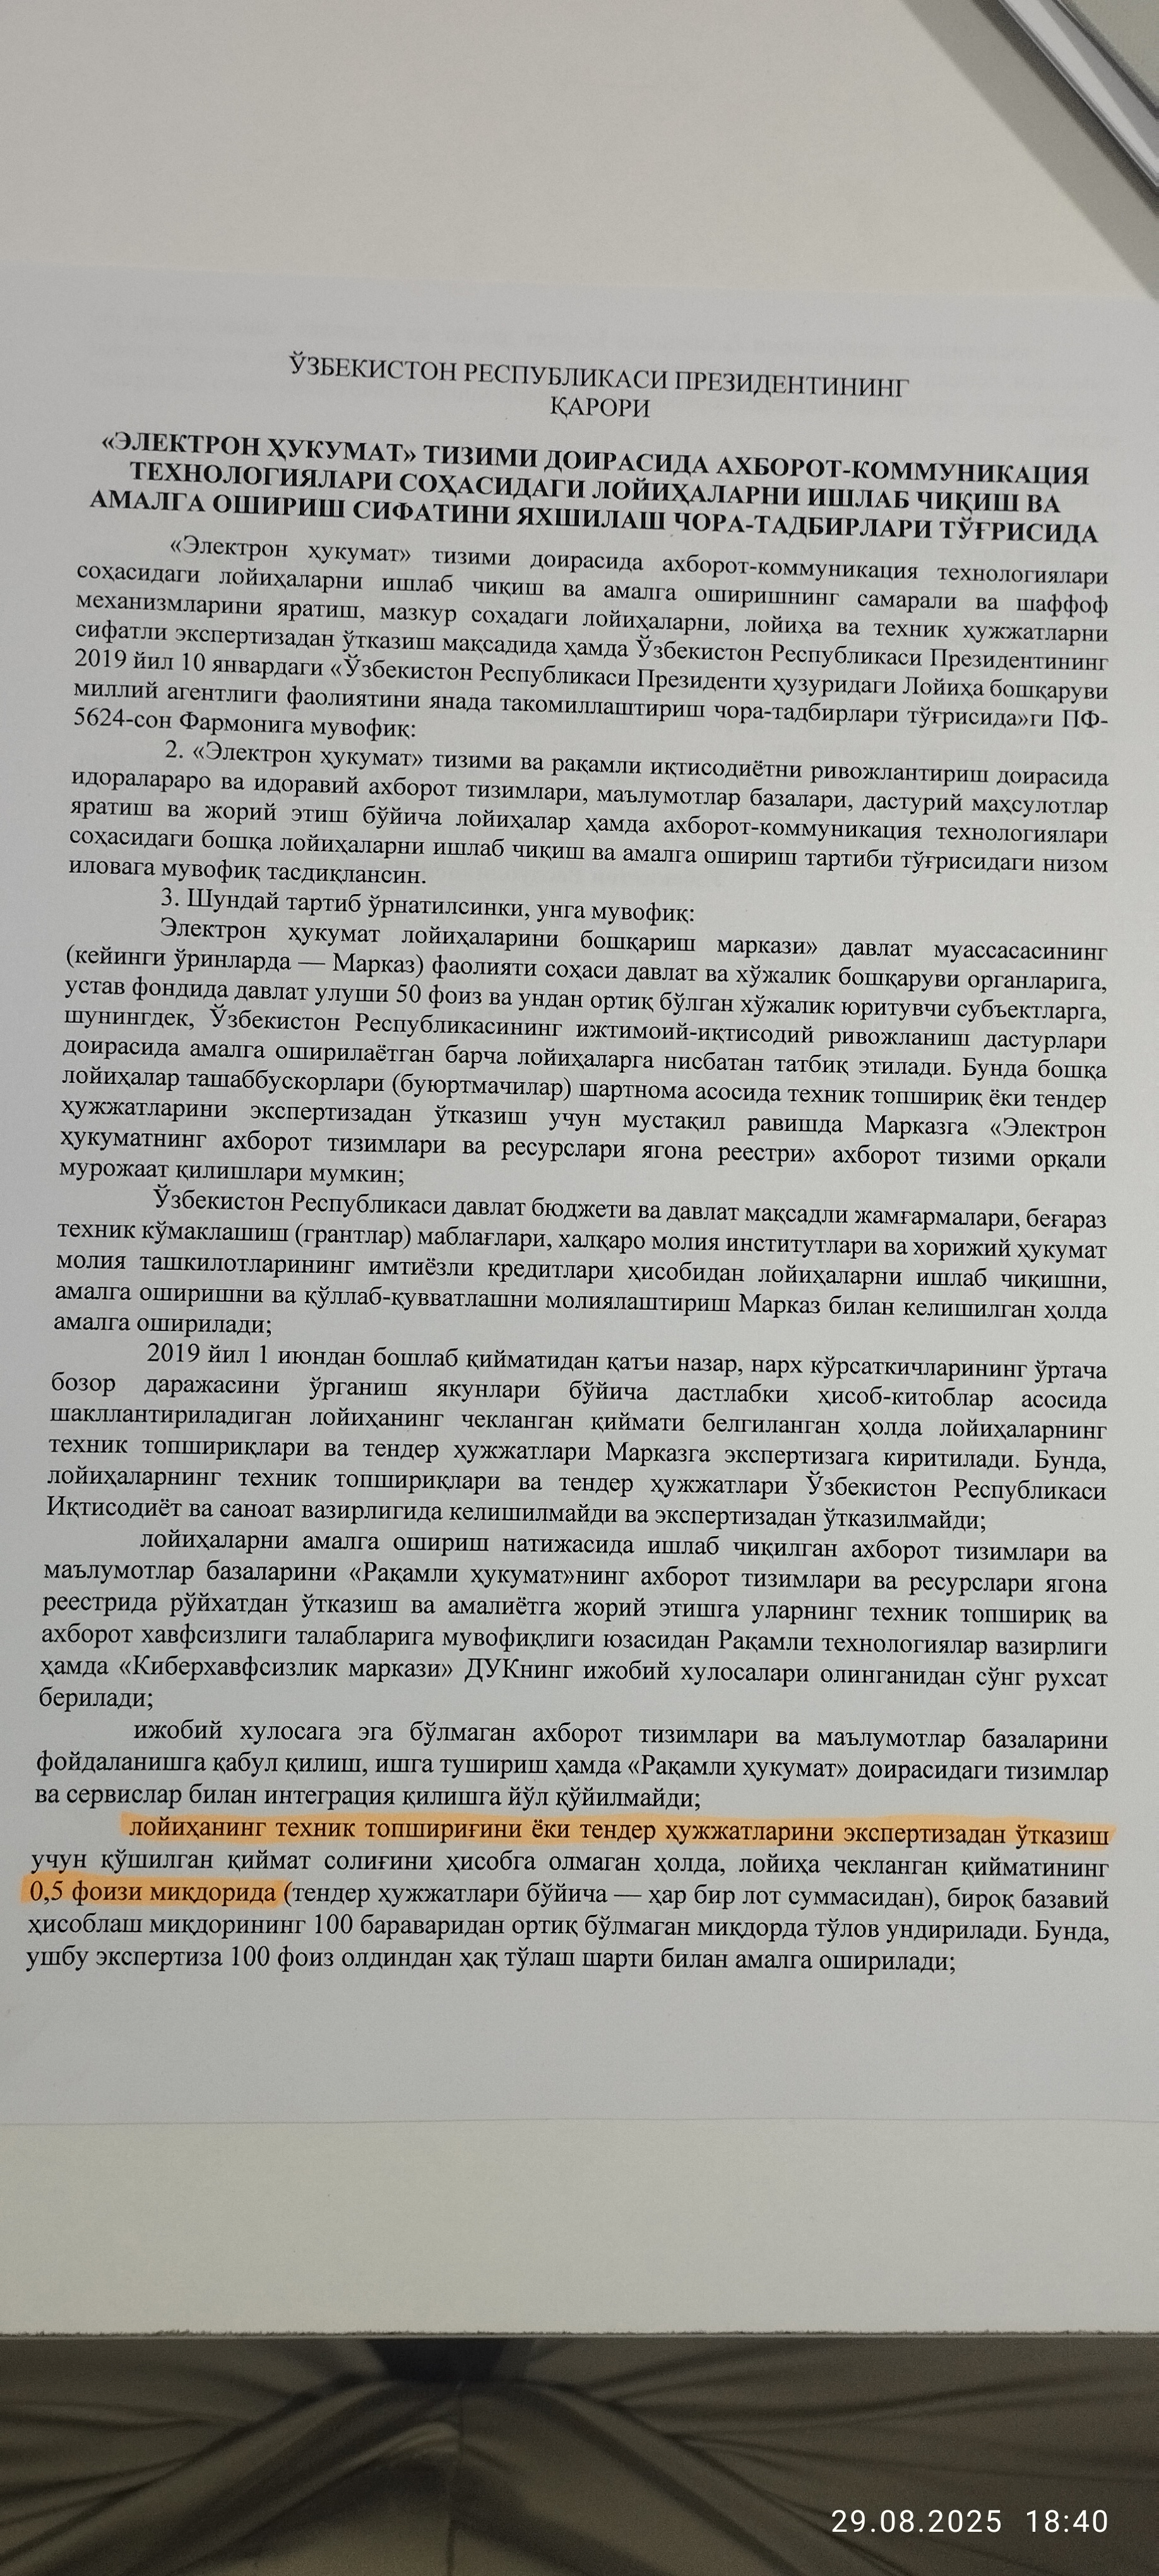 ЎЗБЕКИСТОН РЕСПУБЛИКАСИ ПРЕЗИДЕНТИНИНГ
ҚАРОРИ
«ЭЛЕКТРОН ҲУКУМАТ» ТИЗИМИ ДОИРАСИДА АХБОРОТ-КОММУНИКАЦИЯ
ТЕХНОЛОГИЯЛАРИ СОҲАСИДАГИ ЛОЙИҲАЛАРНИ ИШЛАБ ЧИҚИШ ВА
АМАЛГА ОШИРИШ СИФАТИНИ ЯХШИЛАШ ЧОРА-ТАДБИРЛАРИ ТЎҒРИСИДА
«Электрон ҳукумат» тизими доирасида ахборот-коммуникация технологиялари
соҳасидаги лойиҳаларни ишлаб чиқиш ва амалга оширишнинг самарали ва шаффоф
механизмларини яратиш, мазкур соҳадаги лойиҳаларни, лойиҳа ва техник ҳужжатларни
сифатли экспертизадан ўтказиш мақсадида ҳамда Ўзбекистон Республикаси Президентининг
2019 йил 10 январдаги «Ўзбекистон Республикаси Президенти ҳузуридаги Лойиҳа бошқаруви
миллий агентлиги фаолиятини янада такомиллаштириш чора-тадбирлари тўғрисида»ги ПФ-
5624-сон Фармонига мувофиқ:
2. «Электрон ҳукумат» тизими ва рақамли иқтисодиётни ривожлантириш доирасида
идоралараро ва идоравий ахборот тизимлари, маълумотлар базалари, дастурий маҳсулотлар
яратиш ва жорий этиш бўйича лойиҳалар ҳамда ахборот-коммуникация технологиялари
соҳасидаги бошқа лойиҳаларни ишлаб чиқиш ва амалга ошириш тартиби тўғрисидаги низом
иловага мувофиқ тасдиқлансин.
3. Шундай тартиб ўрнатилсинки, унга мувофиқ:
Электрон ҳукумат лойиҳаларини бошқариш маркази» давлат муассасасининг
(кейинги ўринларда — Марказ) фаолияти соҳаси давлат ва хўжалик бошқаруви органларига,
устав фондида давлат улуши 50 фоиз ва ундан ортиқ бўлган хўжалик юритувчи субъектларга,
шунингдек, Ўзбекистон Республикасининг ижтимоий-иқтисодий ривожланиш дастурлари
доирасида амалга оширилаётган барча лойиҳаларга нисбатан татбиқ этилади. Бунда бошқа
лойиҳалар ташаббускорлари (буюртмачилар) шартнома асосида техник топшириқ ёки тендер
ҳужжатларини экспертизадан ўтказиш учун мустақил равишда Марказга «Электрон
ҳукуматнинг ахборот тизимлари ва ресурслари ягона реестри» ахборот тизими орқали
мурожаат қилишлари мумкин;
Ўзбекистон Республикаси давлат бюджети ва давлат мақсадли жамғармалари, беғараз
техник кўмаклашиш (грантлар) маблағлари, халқаро молия институтлари ва хорижий ҳукумат
молия ташкилотларининг имтиёзли кредитлари ҳисобидан лойиҳаларни ишлаб чиқишни,
амалга оширишни ва қўллаб-қувватлашни молиялаштириш Марказ билан келишилган ҳолда
амалга оширилади;
2019 йил 1 июндан бошлаб қийматидан қатъи назар, нарх кўрсаткичларининг ўртача
бозор даражасини ўрганиш якунлари бўйича дастлабки ҳисоб-китоблар асосида
шакллантириладиган лойиҳанинг чекланган қиймати белгиланган ҳолда лойиҳаларнинг
техник топшириқлари ва тендер ҳужжатлари Марказга экспертизага киритилади. Бунда,
лойиҳаларнинг техник топшириқлари ва тендер ҳужжатлари Ўзбекистон Республикаси
Иқтисодиёт ва саноат вазирлигида келишилмайди ва экспертизадан ўтказилмайди;
лойиҳаларни амалга ошириш натижасида ишлаб чиқилган ахборот тизимлари ва
маълумотлар базаларини «Рақамли ҳукумат»нинг ахборот тизимлари ва ресурслари ягона
реестрида рўйхатдан ўтказиш ва амалиётга жорий этишга уларнинг техник топшириқ ва
ахборот хавфсизлиги талабларига мувофиқлиги юзасидан Рақамли технологиялар вазирлиги
ҳамда «Киберхавфсизлик маркази» ДУКнинг ижобий хулосалари олинганидан сўнг рухсат
берилади;
ижобий хулосага эга бўлмаган ахборот тизимлари ва маълумотлар базаларини
фойдаланишга қабул қилиш, ишга тушириш ҳамда «Рақамли ҳукумат» доирасидаги тизимлар
ва сервислар билан интеграция қилишга йўл қўйилмайди;
лойиҳанинг техник топшириғини ёки тендер ҳужжатларини экспертизадан ўтказиш
учун қўшилган қиймат солиғини ҳисобга олмаган ҳолда, лойиҳа чекланган қийматининг
0,5 фоизи миқдорида (тендер ҳужжатлари бўйича — ҳар бир лот суммасидан), бироқ базавий
ҳисоблаш миқдорининг 100 бараваридан ортиқ бўлмаган миқдорда тўлов ундирилади. Бунда,
ушбу экспертиза 100 фоиз олдиндан ҳақ тўлаш шарти билан амалга оширилади;
29.08.2025 18:40